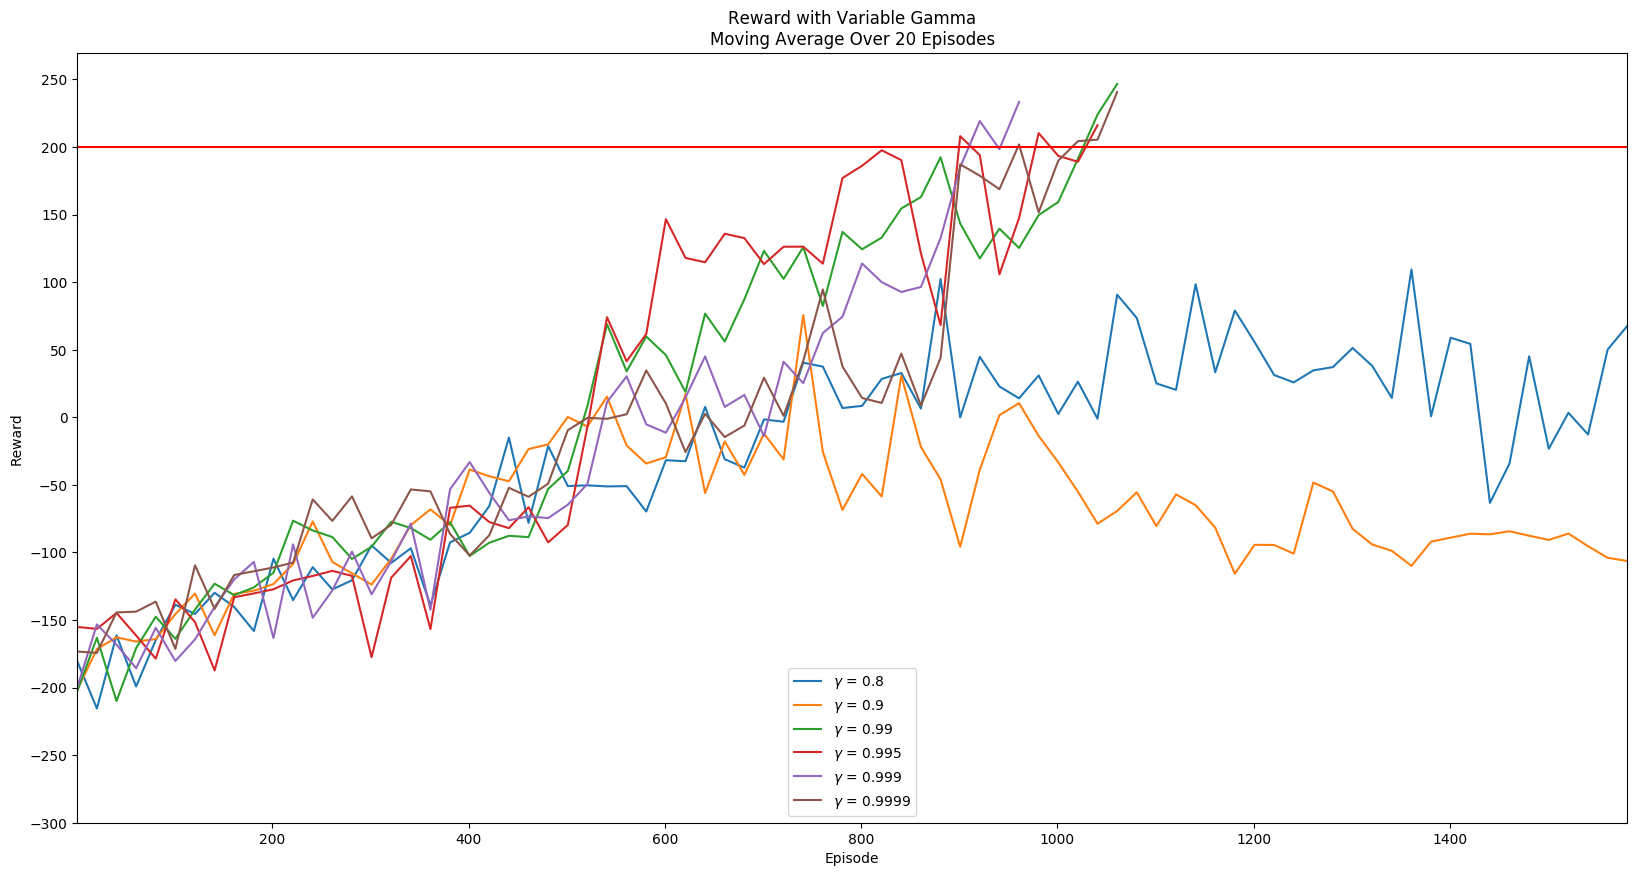 Reward with Variable Gamma
Moving Average Over 20 Episodes
250
200
150
100
50
0
−50
−100
−150
−200
−250
−300
Reward
γ = 0.8
γ = 0.9
γ = 0.99
γ = 0.995
γ = 0.999
γ = 0.9999
200 400 600 800 1000 1200 1400
Episode